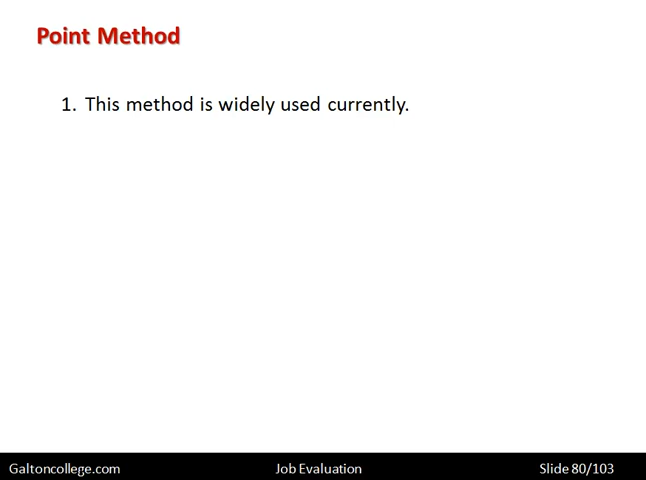 Point Method
1. This method is widely used currently.
Galtoncollege.com Job Evaluation Slide 80/103